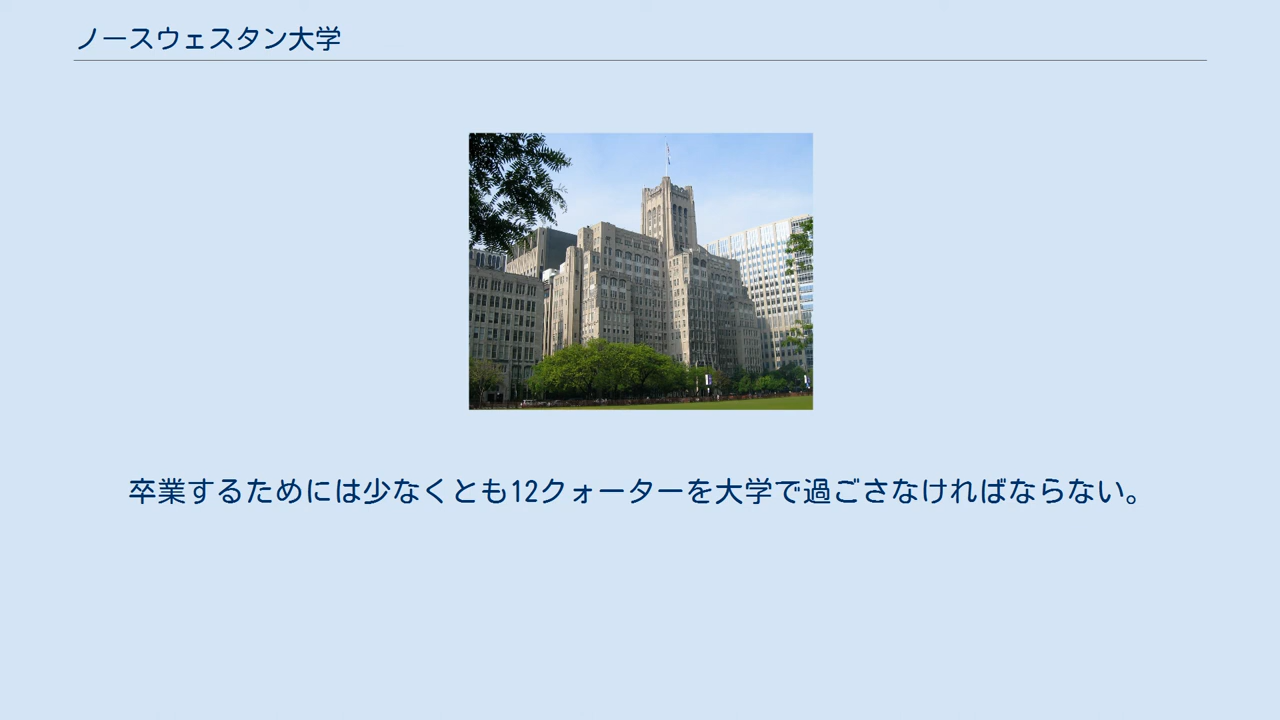 ノースウェスタン大学
卒業するためには少なくとも12クォーターを大学で過ごさなければならない。